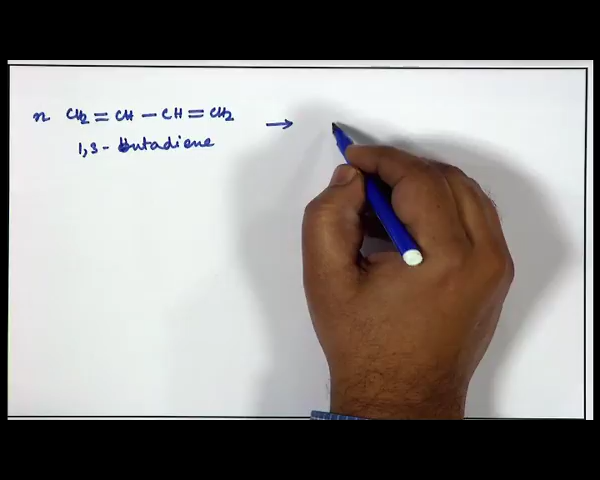 n CH₂=CH-CH=CH₂ →
1,3-butadiene